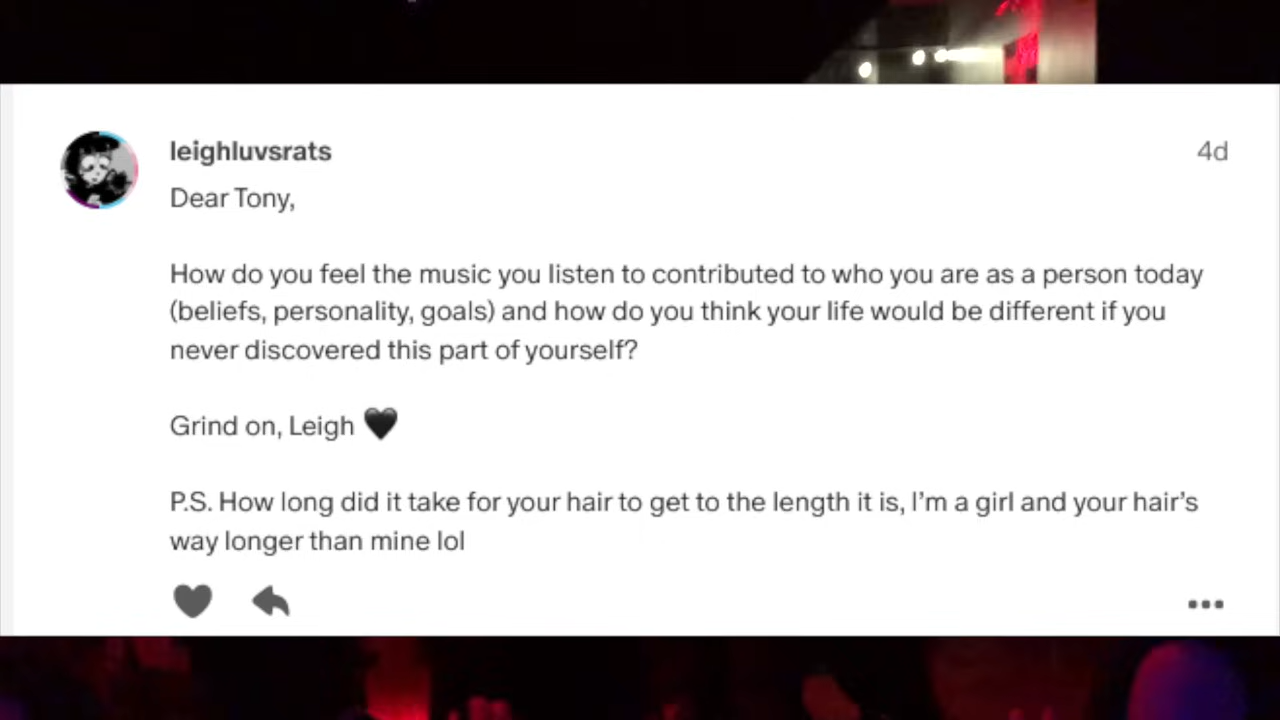 leighluvsrats
4d
Dear Tony,
How do you feel the music you listen to contributed to who you are as a person today
(beliefs, personality, goals) and how do you think your life would be different if you
never discovered this part of yourself?
Grind on, Leigh 🖤
P.S. How long did it take for your hair to get to the length it is, I’m a girl and your hair’s
way longer than mine lol